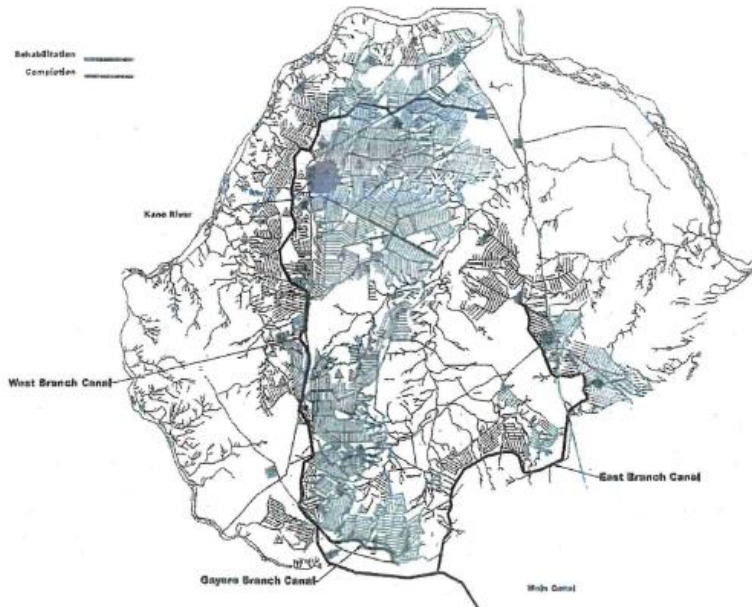 Rehabilitation
Completion
Kano River
West Branch Canal
East Branch Canal
Gayere Branch Canal
Main Canal